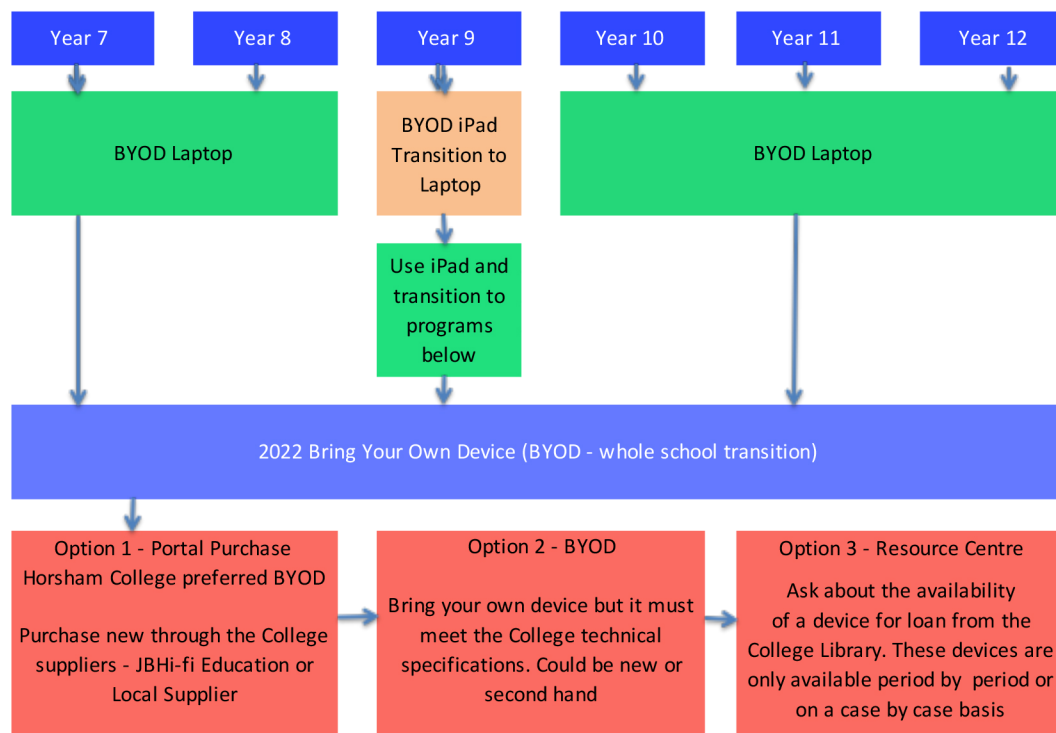 Year 7
Year 8
Year 9
Year 10
Year 11
Year 12
BYOD Laptop
BYOD iPad
Transition to
Laptop
BYOD Laptop
Use iPad and
transition to
programs
below
2022 Bring Your Own Device (BYOD - whole school transition)
Option 1 - Portal Purchase
Horsham College preferred BYOD
Purchase new through the College
suppliers - JBHi-fi Education or
Local Supplier
Option 2 - BYOD
Bring your own device but it must
meet the College technical
specifications. Could be new or
second hand
Option 3 - Resource Centre
Ask about the availability
of a device for loan from the
College Library. These devices are
only available period by  period or
on a case by case basis